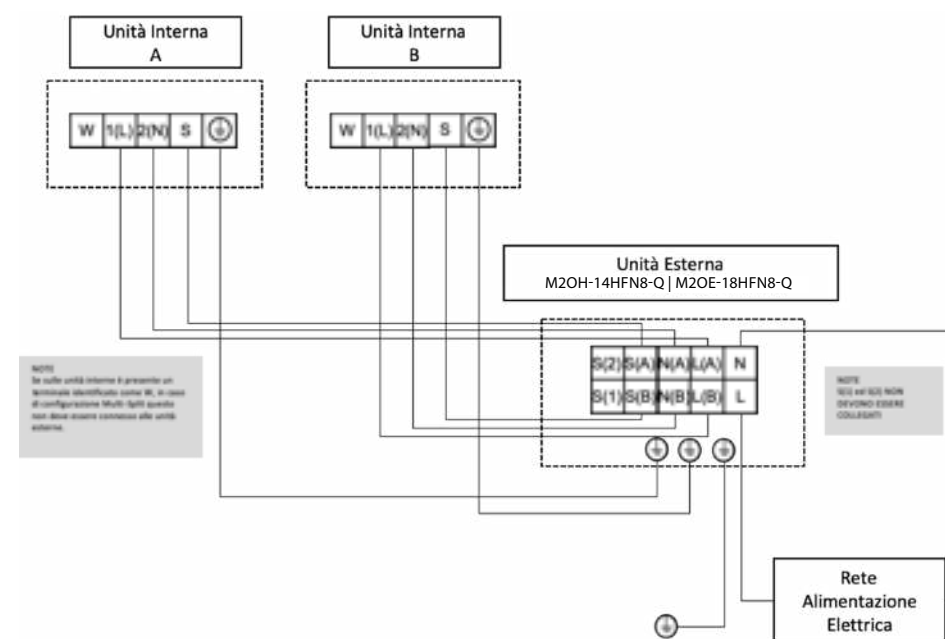 Unità Interna
A
Unità Interna
B
W 1(L) 2(N) S
W 1(L) 2(N) S
Unità Esterna
M2OH-14HFN8-Q | M2OE-18HFN8-Q
S(2) S(A) N(A) L(A) N
S(1) S(B) N(B) L(B) L
NOTE
Se sulle unità interne è presente un
terminale identificato come W, in caso
di configurazione Multi-Split questo
non deve essere connesso alle unità
esterne.
NOTE
S(1) ed S(2) NON
DEVONO ESSERE
COLLEGATI
Rete
Alimentazione
Elettrica